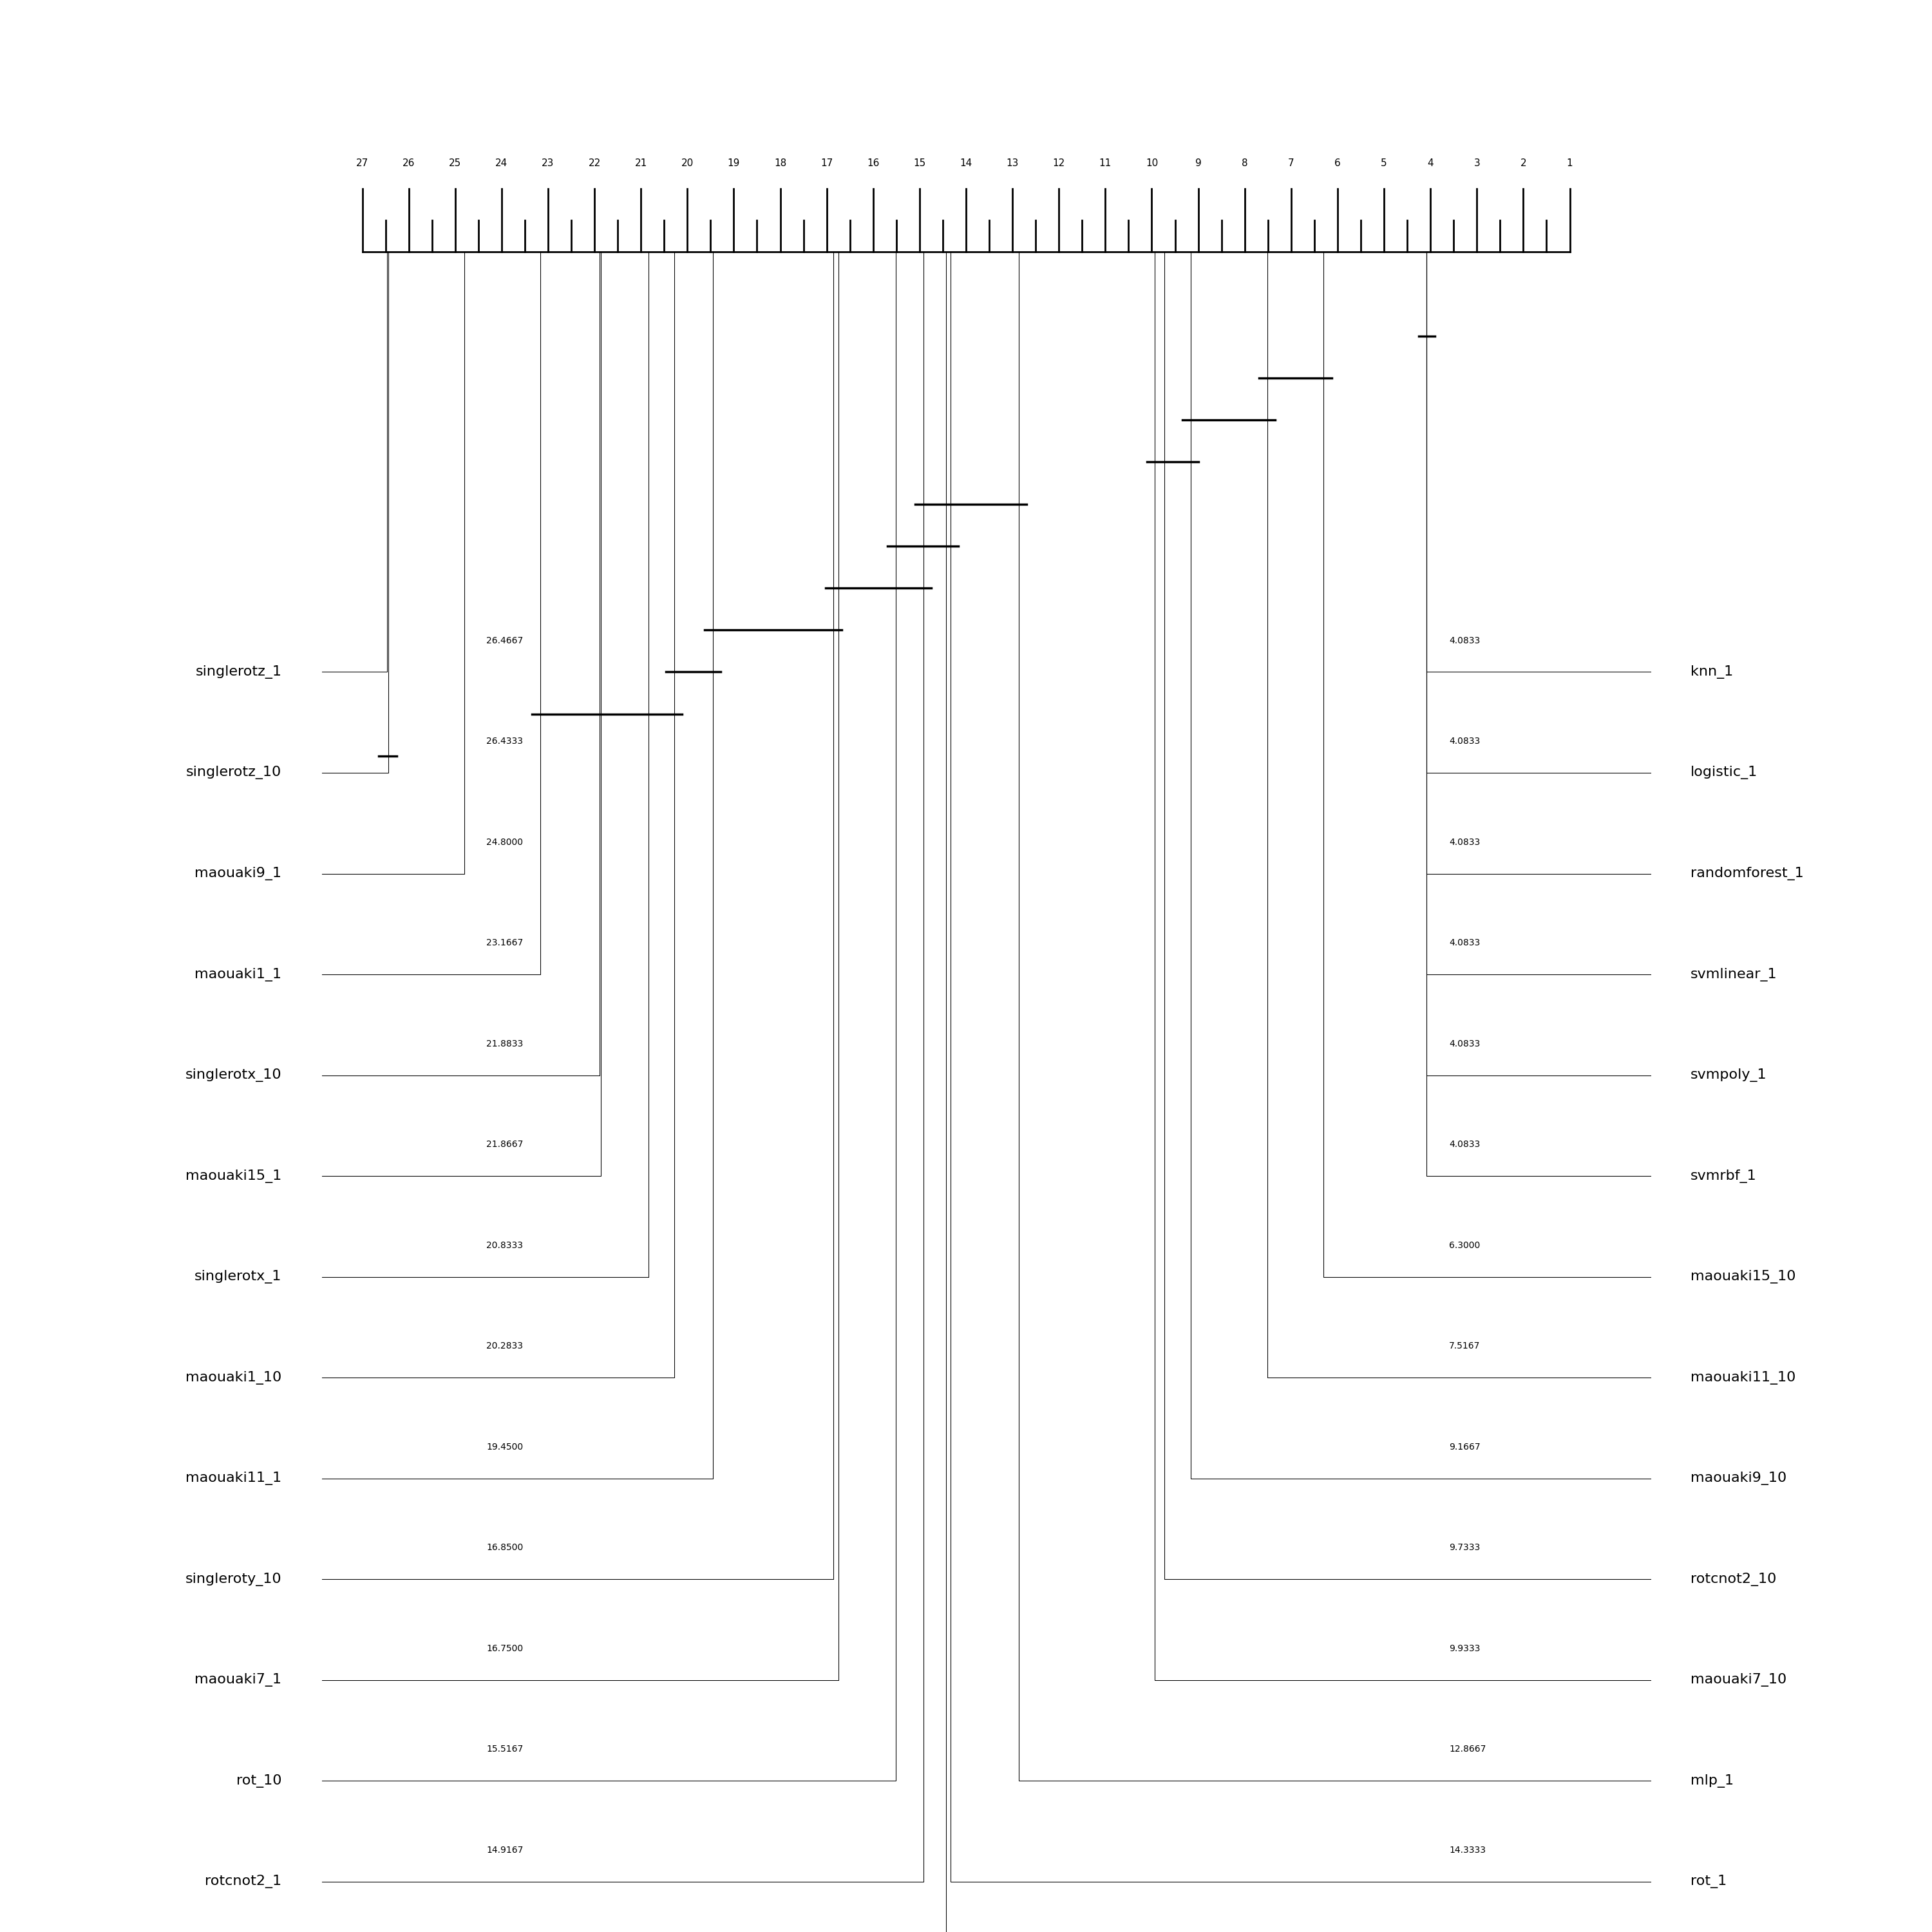 27 26 25 24 23 22 21 20 19 18 17 16 15 14 13 12 11 10 9 8 7 6 5 4 3 2 1
26.4667 4.0833
singlerotz_1 knn_1
26.4333 4.0833
singlerotz_10 logistic_1
24.8000 4.0833
maouaki9_1 randomforest_1
23.1667 4.0833
maouaki1_1 svmlinear_1
21.8833 4.0833
singlerotx_10 svmpoly_1
21.8667 4.0833
maouaki15_1 svmrbf_1
20.8333 6.3000
singlerotx_1 maouaki15_10
20.2833 7.5167
maouaki1_10 maouaki11_10
19.4500 9.1667
maouaki11_1 maouaki9_10
16.8500 9.7333
singleroty_10 rotcnot2_10
16.7500 9.9333
maouaki7_1 maouaki7_10
15.5167 12.8667
rot_10 mlp_1
14.9167 14.3333
rotcnot2_1 rot_1